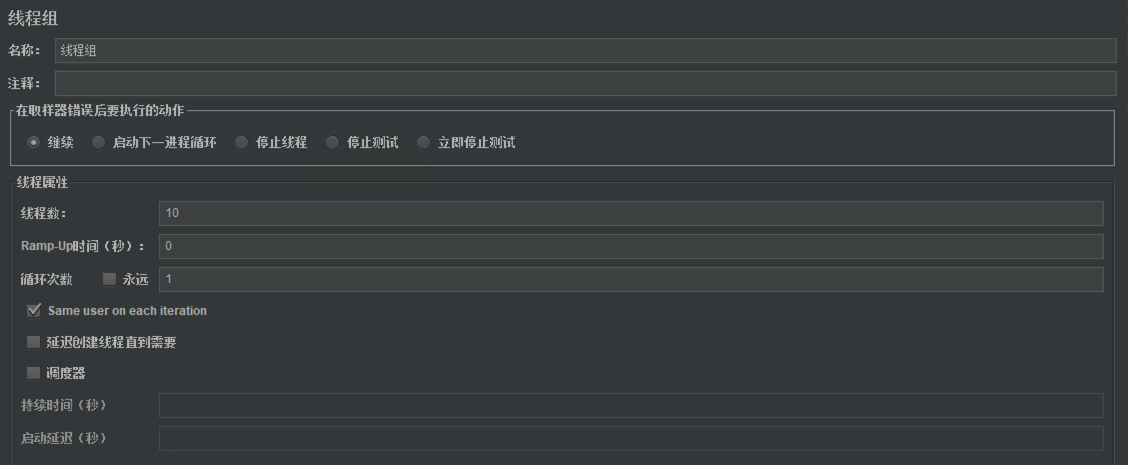 线程组
名称： 线程组
注释：
在取样器错误后要执行的动作
继续 启动下一进程循环 停止线程 停止测试 立即停止测试
线程属性
线程数： 10
Ramp-Up时间（秒）： 0
循环次数 永远 1
Same user on each iteration
延迟创建线程直到需要
调度器
持续时间（秒）
启动延迟（秒）